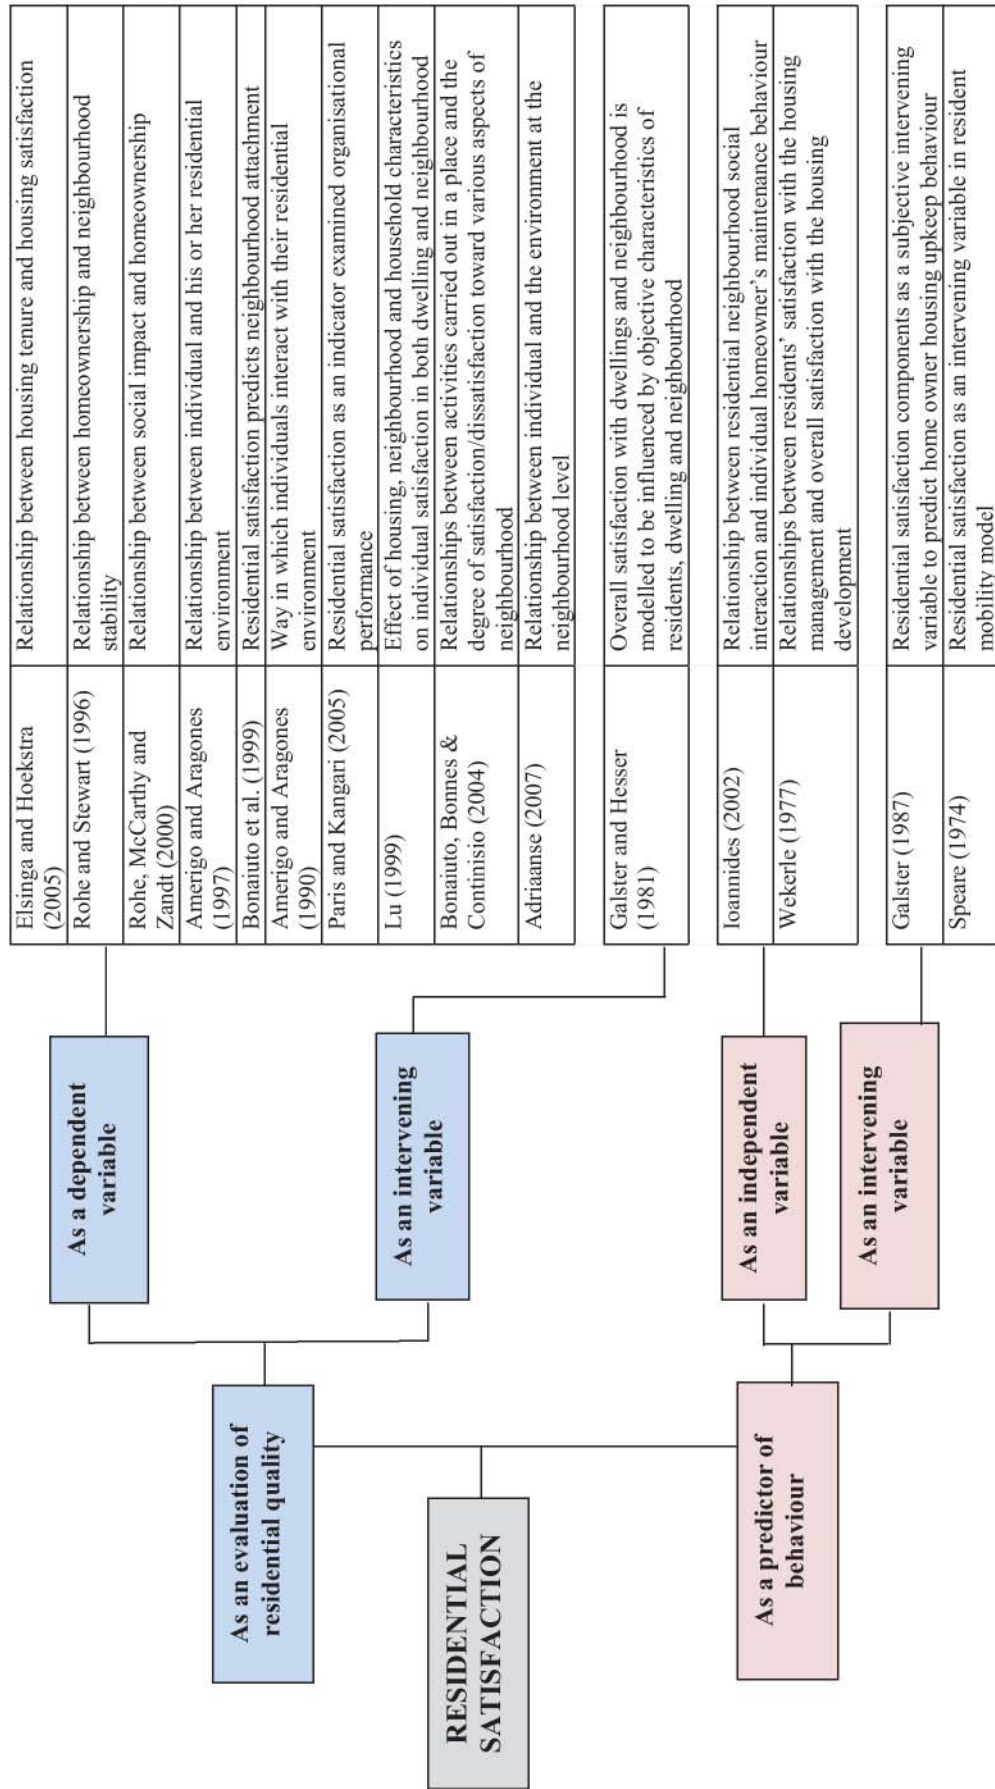 RESIDENTIAL
SATISFACTION
As an evaluation of
residential quality
As a predictor of
behaviour
As a dependent
variable
As an intervening
variable
As an independent
variable
As an intervening
variable
Elsinga and Hoekstra
(2005)
Relationship between housing tenure and housing satisfaction
Rohe and Stewart (1996)
Relationship between homeownership and neighbourhood
stability
Rohe, McCarthy and
Zandt (2000)
Relationship between social impact and homeownership
Amerigo and Aragones
(1997)
Relationship between individual and his or her residential
environment
Bonaiuto et al. (1999)
Residential satisfaction predicts neighbourhood attachment
Amerigo and Aragones
(1990)
Way in which individuals interact with their residential
environment
Paris and Kangari (2005)
Residential satisfaction as an indicator examined organisational
performance
Lu (1999)
Effect of housing, neighbourhood and household characteristics
on individual satisfaction in both dwelling and neighbourhood
Bonaiuto, Bonnes &
Continisio (2004)
Relationships between activities carried out in a place and the
degree of satisfaction/dissatisfaction toward various aspects of
neighbourhood
Adriaanse (2007)
Relationship between individual and the environment at the
neighbourhood level
Galster and Hesser
(1981)
Overall satisfaction with dwellings and neighbourhood is
modelled to be influenced by objective characteristics of
residents, dwelling and neighbourhood
Ioannides (2002)
Relationship between residential neighbourhood social
interaction and individual homeowner's maintenance behaviour
Wekerle (1977)
Relationships between residents' satisfaction with the housing
management and overall satisfaction with the housing
development
Galster (1987)
Residential satisfaction components as a subjective intervening
variable to predict home owner housing upkeep behaviour
Speare (1974)
Residential satisfaction as an intervening variable in resident
mobility model